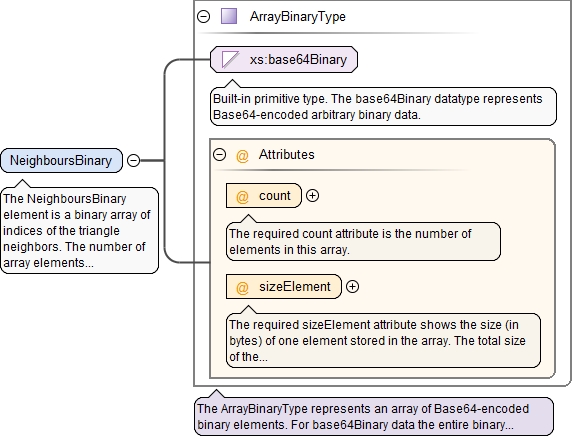 ArrayBinaryType
xs:base64Binary
Built-in primitive type. The base64Binary datatype represents
Base64-encoded arbitrary binary data.
NeighboursBinary
The NeighboursBinary
element is a binary array of
indices of the triangle
neighbors. The number of
array elements...
@ Attributes
@ count
The required count attribute is the number of
elements in this array.
@ sizeElement
The required sizeElement attribute shows the size (in
bytes) of one element stored in the array. The total size
of the...
The ArrayBinaryType represents an array of Base64-encoded
binary elements. For base64Binary data the entire binary...